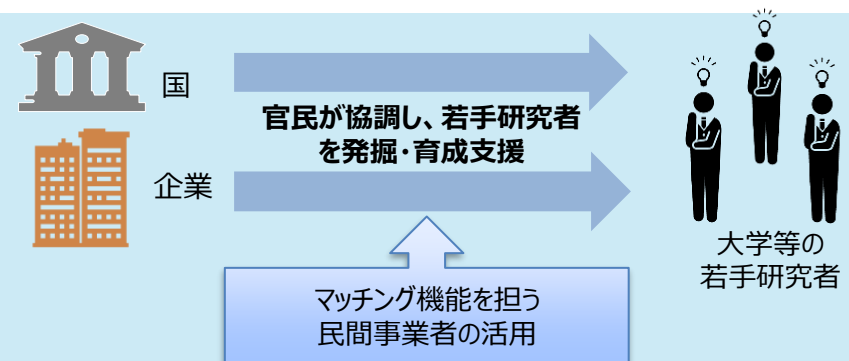 国
官民が協調し、若手研究者
を発掘・育成支援
企業
大学等の
若手研究者
マッチング機能を担う
民間事業者の活用